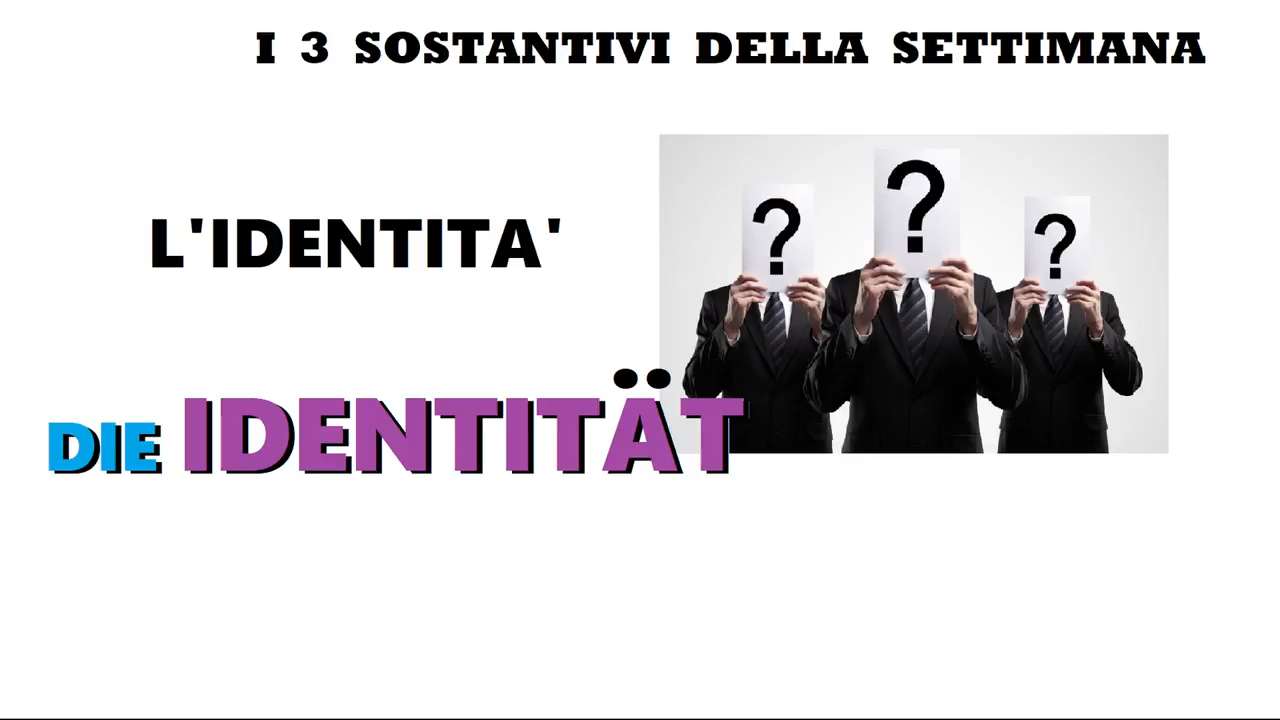 I 3 SOSTANTIVI DELLA SETTIMANA
L'IDENTITA'
? ? ?
DIE IDENTITÄT